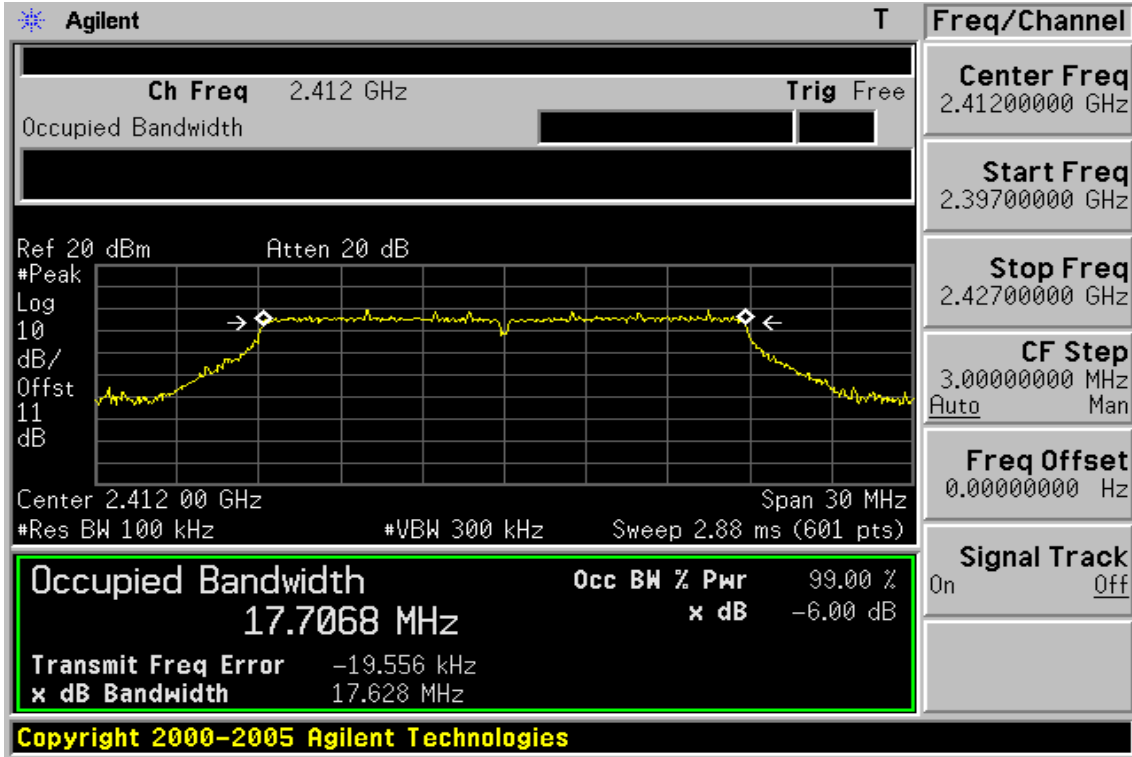 Agilent T
Ch Freq 2.412 GHz Trig Free
Occupied Bandwidth
Ref 20 dBm Atten 20 dB
#Peak
Log
10
dB/
Offst
11
dB
Center 2.412 00 GHz Span 30 MHz
#Res BW 100 kHz #VBW 300 kHz Sweep 2.88 ms (601 pts)
Occupied Bandwidth Occ BW % Pwr 99.00 %
17.7068 MHz x dB -6.00 dB
Transmit Freq Error -19.556 kHz
x dB Bandwidth 17.628 MHz
Copyright 2000-2005 Agilent Technologies
Freq/Channel
Center Freq
2.41200000 GHz
Start Freq
2.39700000 GHz
Stop Freq
2.42700000 GHz
CF Step
3.00000000 MHz
Auto Man
Freq Offset
0.00000000 Hz
Signal Track
On Off